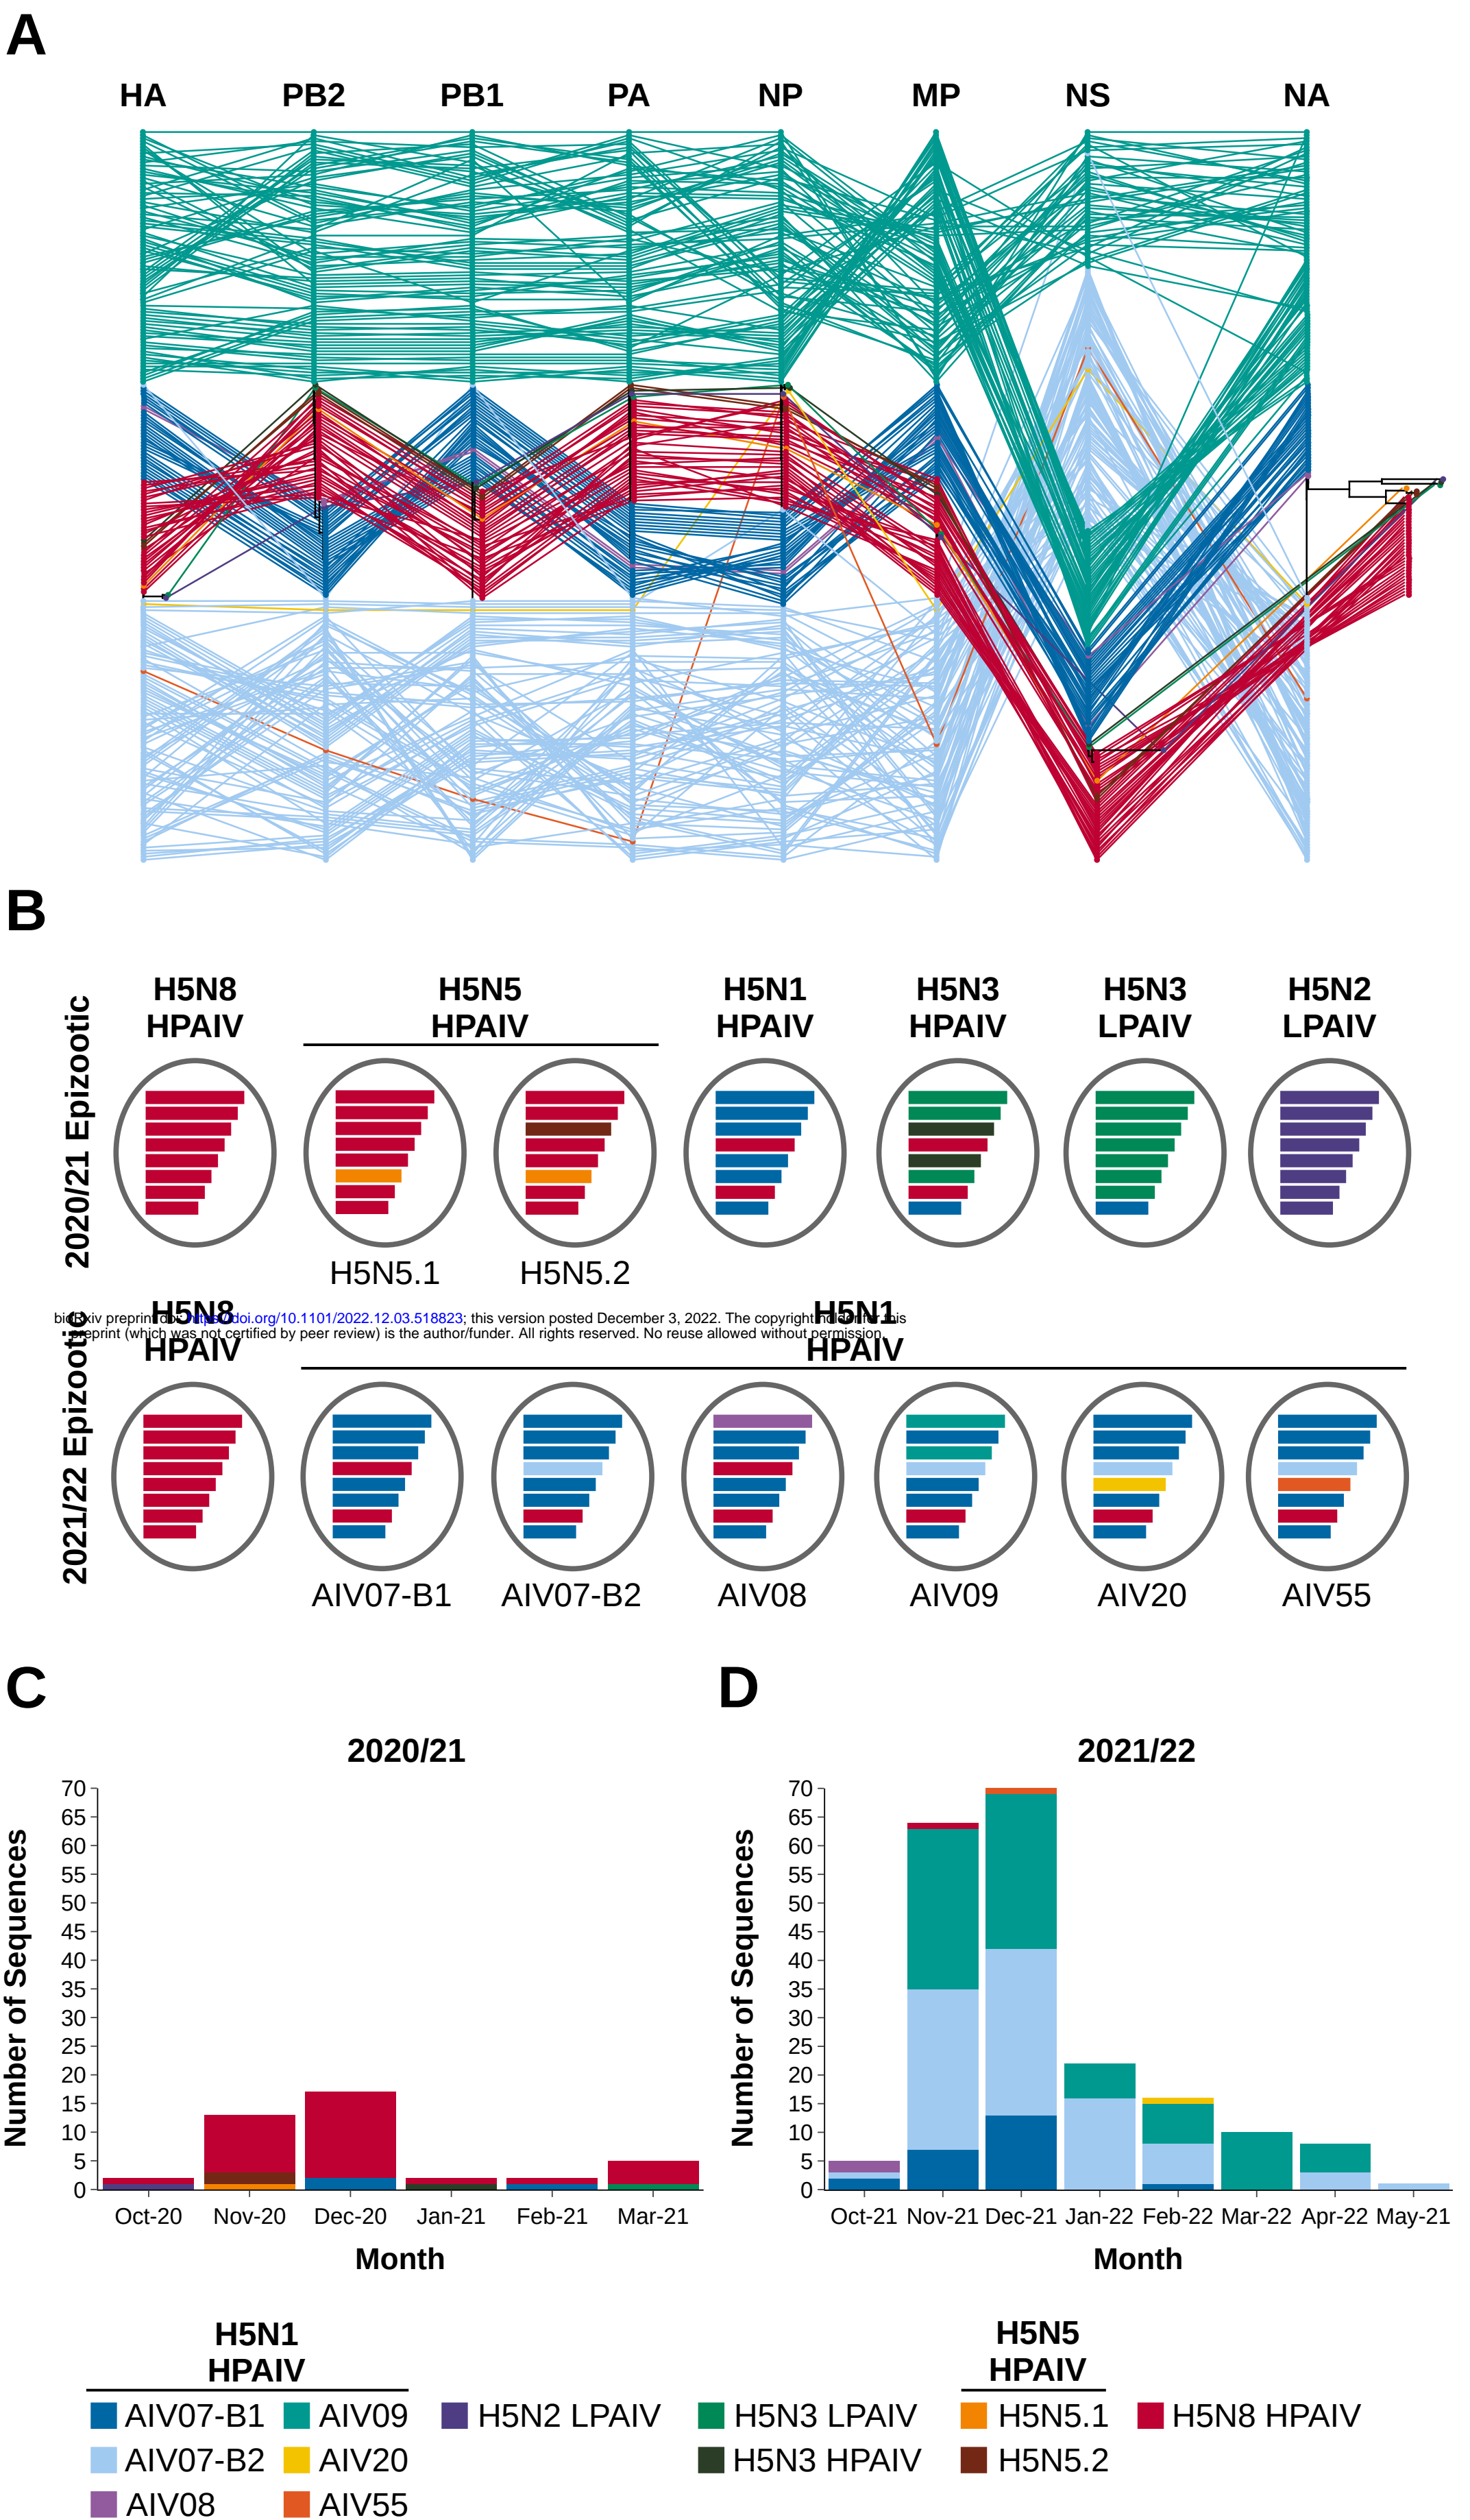 A
HA PB2 PB1 PA NP MP NS NA
B
2020/21 Epizootic
H5N8 HPAIV
H5N5 HPAIV
H5N1 HPAIV
H5N3 HPAIV
H5N3 LPAIV
H5N2 LPAIV
H5N5.1 H5N5.2
bioRxiv preprint doi: https://doi.org/10.1101/2022.12.03.518823; this version posted December 3, 2022. The copyright holder for this
preprint (which was not certified by peer review) is the author/funder. All rights reserved. No reuse allowed without permission.
2021/22 Epizootic
H5N8 HPAIV
H5N1 HPAIV
AIV07-B1 AIV07-B2 AIV08 AIV09 AIV20 AIV55
C
2020/21
Number of Sequences
70
65
60
55
50
45
40
35
30
25
20
15
10
5
0
Oct-20 Nov-20 Dec-20 Jan-21 Feb-21 Mar-21
Month
D
2021/22
Number of Sequences
70
65
60
55
50
45
40
35
30
25
20
15
10
5
0
Oct-21 Nov-21 Dec-21 Jan-22 Feb-22 Mar-22 Apr-22 May-21
Month
H5N1 HPAIV
H5N5 HPAIV
AIV07-B1 AIV09 H5N2 LPAIV H5N3 LPAIV H5N5.1 H5N8 HPAIV
AIV07-B2 AIV20 H5N3 HPAIV H5N5.2
AIV08 AIV55